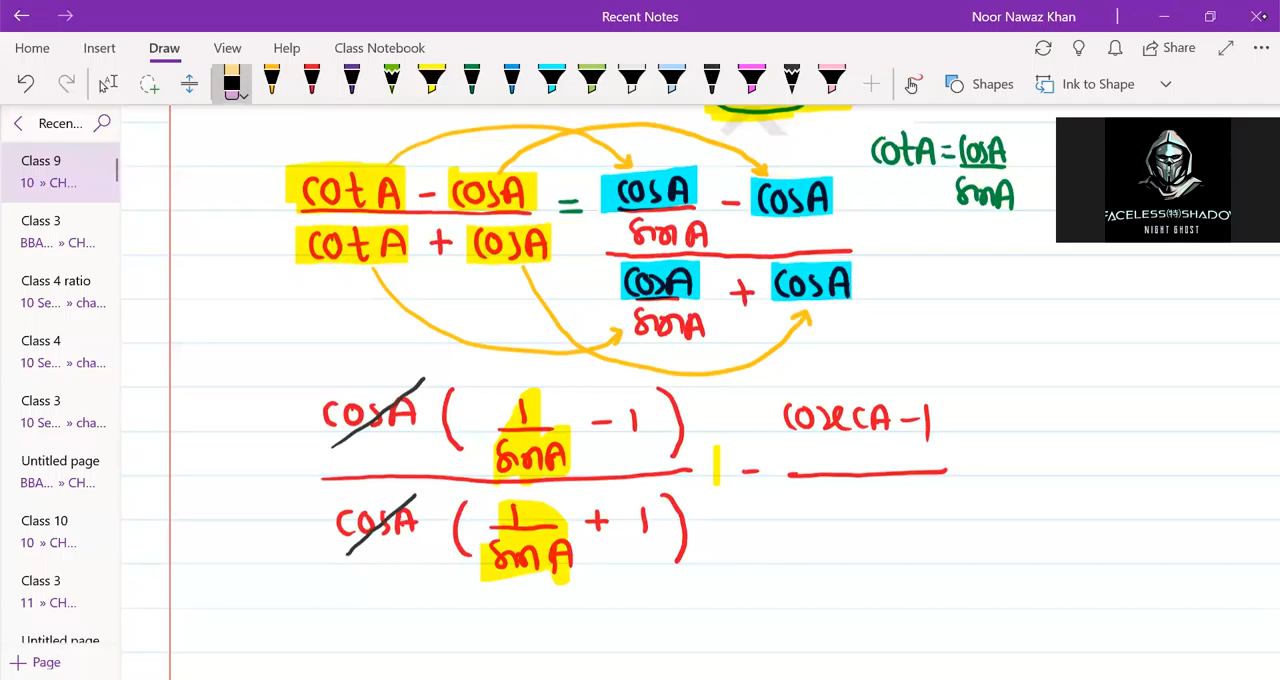 Recent Notes
Noor Nawaz Khan
Home Insert Draw View Help Class Notebook Share
Shapes Ink to Shape
Recen...
Class 9
10 » CH...
Class 3
BBA... » CH...
Class 4 ratio
10 Se... » cha...
Class 4
10 Se... » cha...
Class 3
10 Se... » cha...
Untitled page
BBA... » CH...
Class 10
10 » CH...
Class 3
11 » CH...
Untitled page
Page
cotA = cosA
sinA
FACELESS(特)SHADOW
NIGHT GHOST
cotA - cosA = cosA - cosA
sinA
cotA + cosA cosA + cosA
sinA
cosA ( 1 - 1 ) cosecA - 1
sinA
-
cosA ( 1 + 1 )
sinA